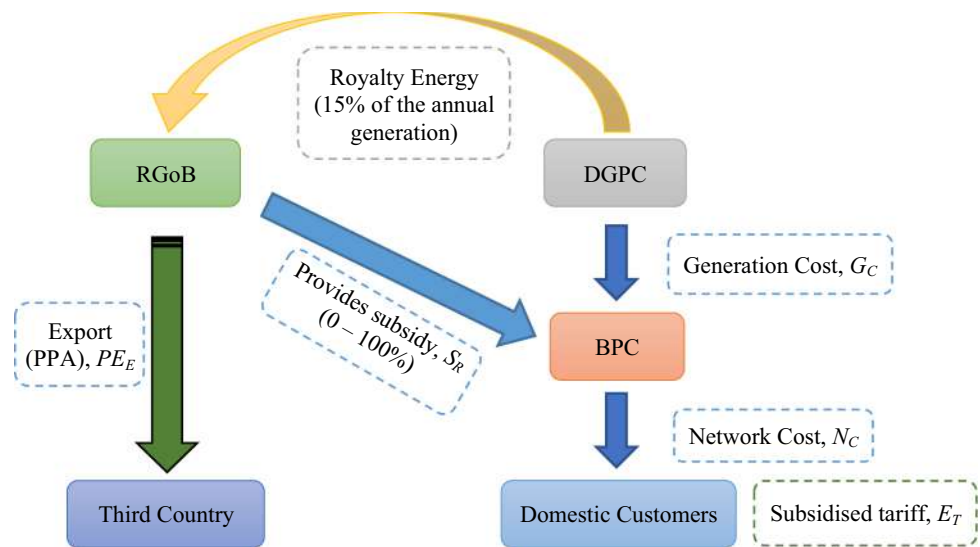 Royalty Energy
(15% of the annual
generation)
RGoB
DGPC
Provides subsidy, S_R
(0 – 100%)
Generation Cost, G_C
Export
(PPA), PE_E
BPC
Network Cost, N_C
Third Country
Domestic Customers
Subsidised tariff, E_T